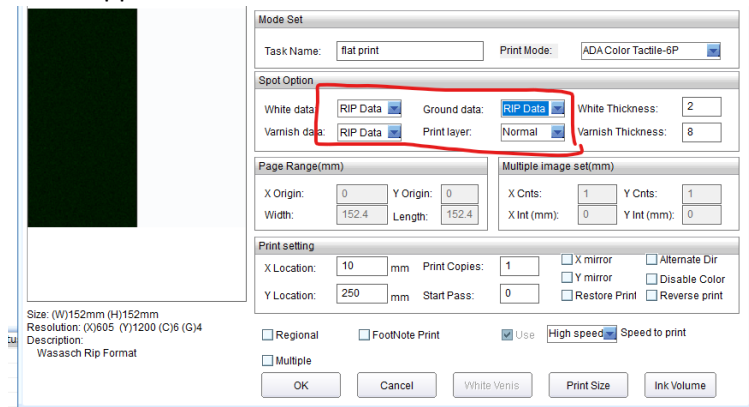 Mode Set
Task Name: flat print Print Mode: ADA Color Tactile-6P
Spot Option
White data: RIP Data Ground data: RIP Data White Thickness: 2
Varnish data: RIP Data Print layer: Normal Varnish Thickness: 8
Page Range(mm) Multiple image set(mm)
X Origin: 0 Y Origin: 0 X Cnts: 1 Y Cnts: 1
Width: 152.4 Length: 152.4 X Int (mm): 0 Y Int (mm): 0
Print setting
X Location: 10 mm Print Copies: 1 X mirror Alternate Dir
Y mirror Disable Color
Y Location: 250 mm Start Pass: 0 Restore Print Reverse print
Size: (W)152mm (H)152mm
Resolution: (X)605 (Y)1200 (C)6 (G)4
Description:
Wasasch Rip Format
Regional FootNote Print Use High speed Speed to print
Multiple
OK Cancel White Venis Print Size Ink Volume